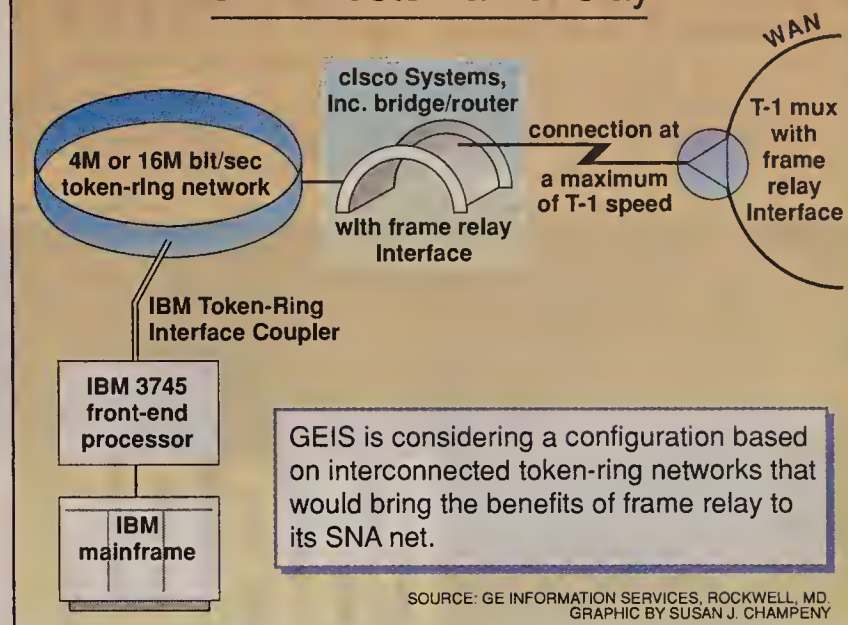 WAN
cisco Systems,
Inc. bridge/router
4M or 16M bit/sec
token-ring network
with frame relay
Interface
connection at
a maximum
of T-1 speed
T-1 mux
with
frame
relay
Interface
IBM Token-Ring
Interface Coupler
IBM 3745
front-end
processor
IBM
mainframe
GEIS is considering a configuration based
on interconnected token-ring networks that
would bring the benefits of frame relay to
its SNA net.
SOURCE: GE INFORMATION SERVICES, ROCKWELL, MD.
GRAPHIC BY SUSAN J. CHAMPENY